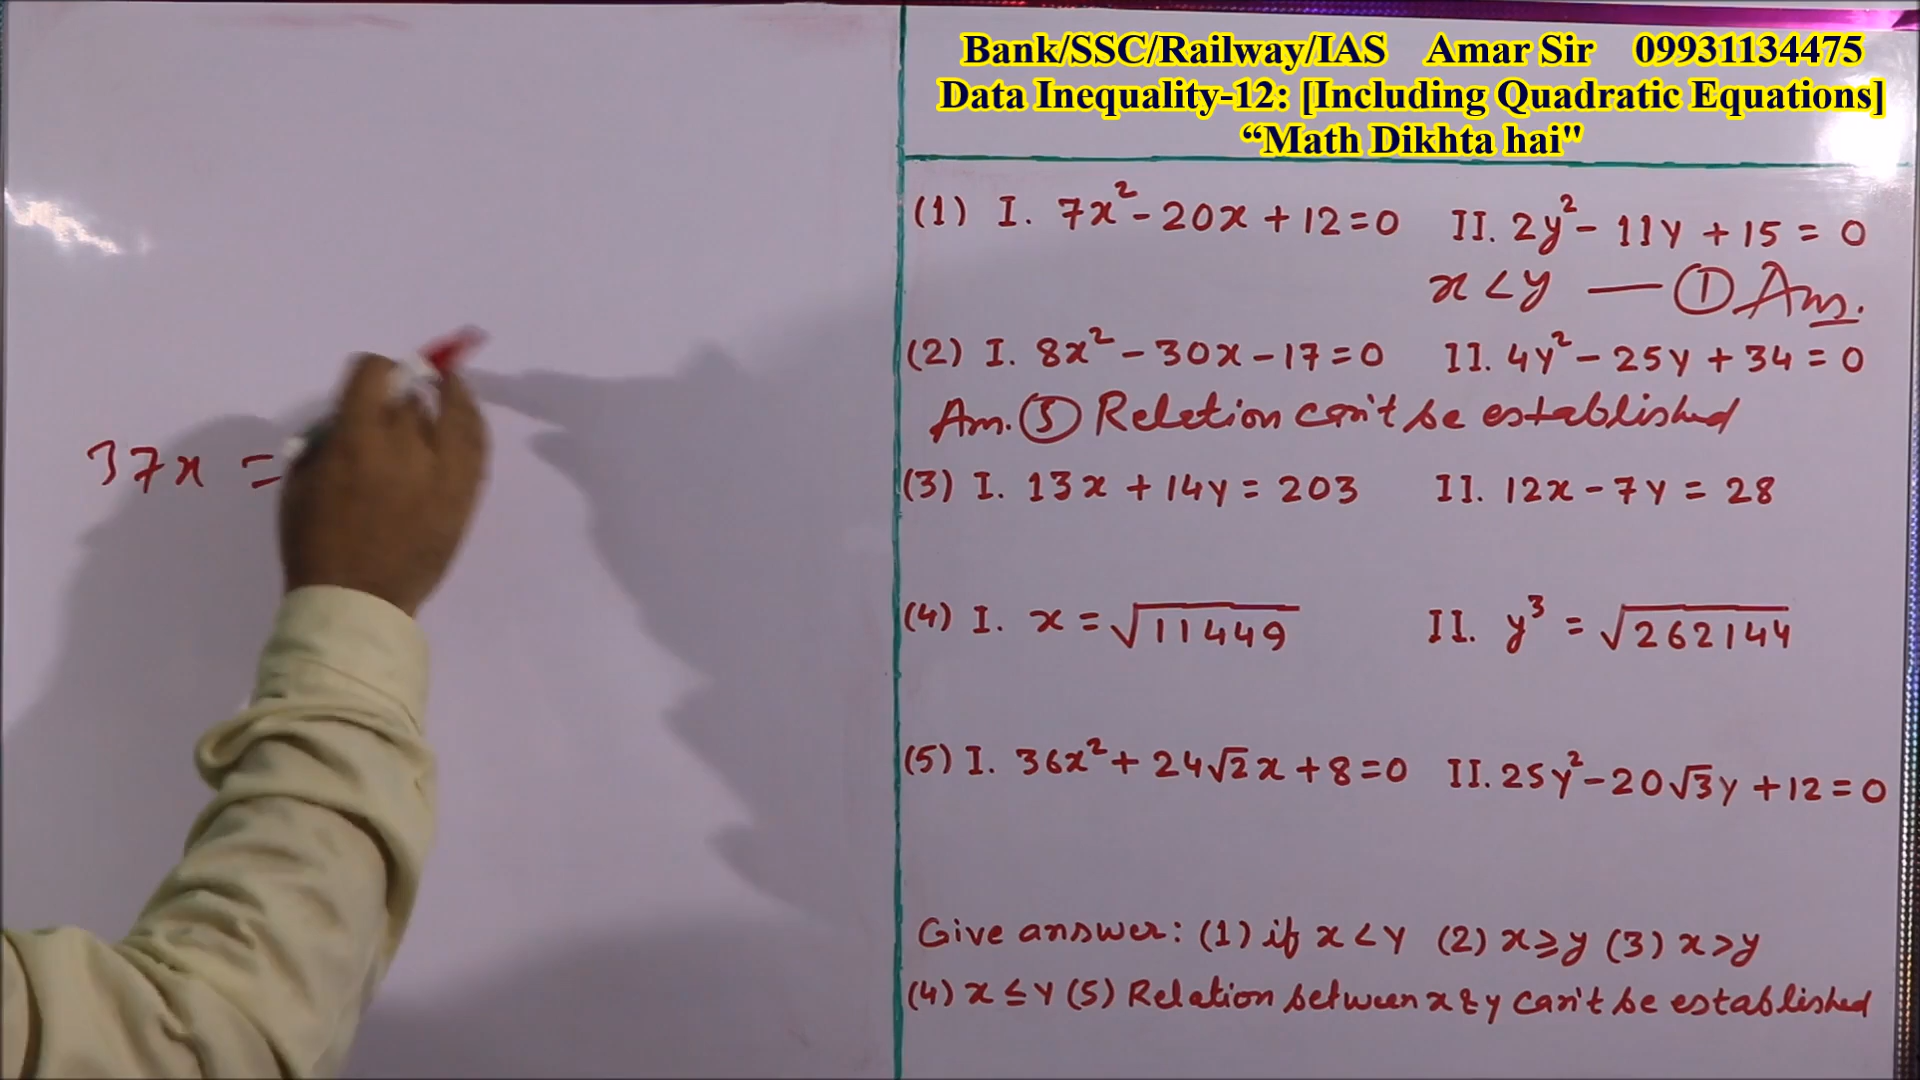 Bank/SSC/Railway/IAS Amar Sir 09931134475
Data Inequality-12: [Including Quadratic Equations]
“Math Dikhta hai"
(1) I. 7x² - 20x + 12 = 0 II. 2y² - 11y + 15 = 0
x < y — ① Ans.
(2) I. 8x² - 30x - 17 = 0 II. 4y² - 25y + 34 = 0
Ans. ⑤ Relation can't be established
37x =
(3) I. 13x + 14y = 203 II. 12x - 7y = 28
(4) I. x = √11449 II. y³ = √262144
(5) I. 36x² + 24√2x + 8 = 0 II. 25y² - 20√3y + 12 = 0
Give answer: (1) if x < y (2) x ≥ y (3) x > y
(4) x ≤ y (5) Relation between x & y can't be established